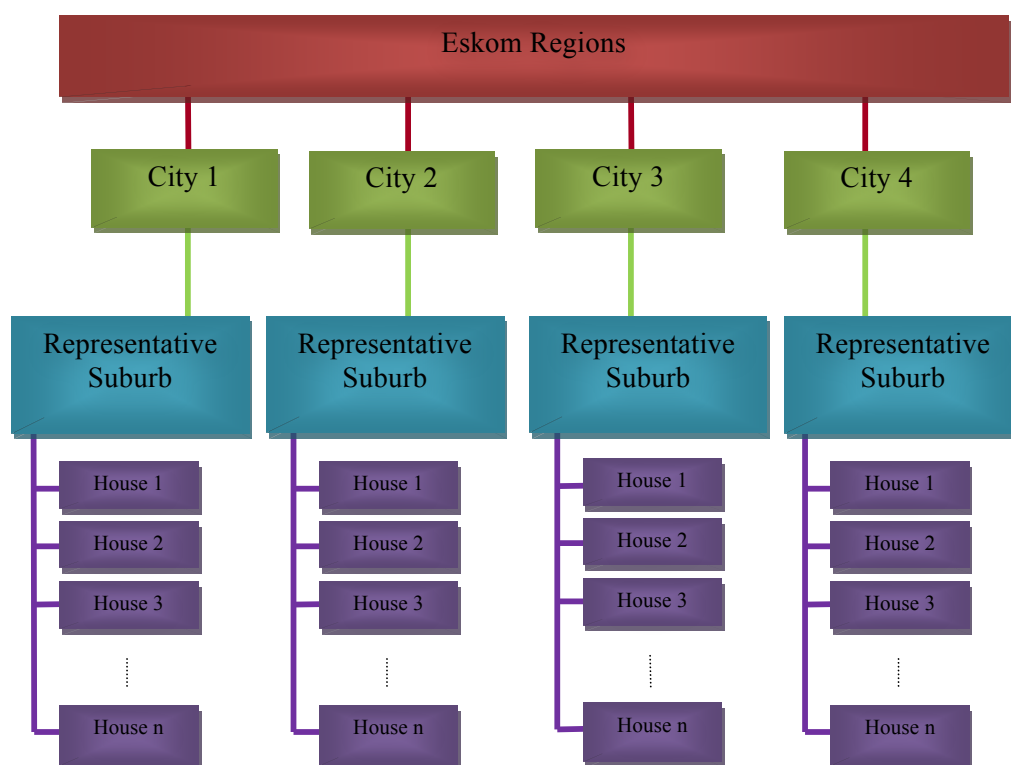 Eskom Regions
City 1
City 2
City 3
City 4
Representative
Suburb
Representative
Suburb
Representative
Suburb
Representative
Suburb
House 1
House 2
House 3
House n
House 1
House 2
House 3
House n
House 1
House 2
House 3
House n
House 1
House 2
House 3
House n